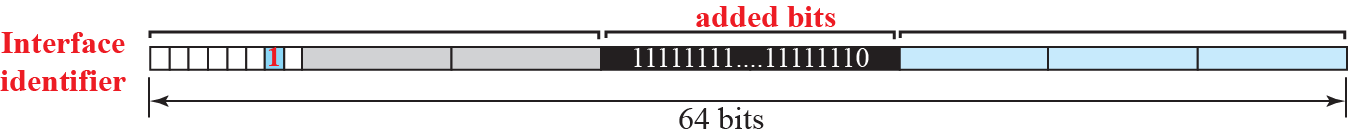 added bits
Interface
identifier
1
11111111....11111110
64 bits